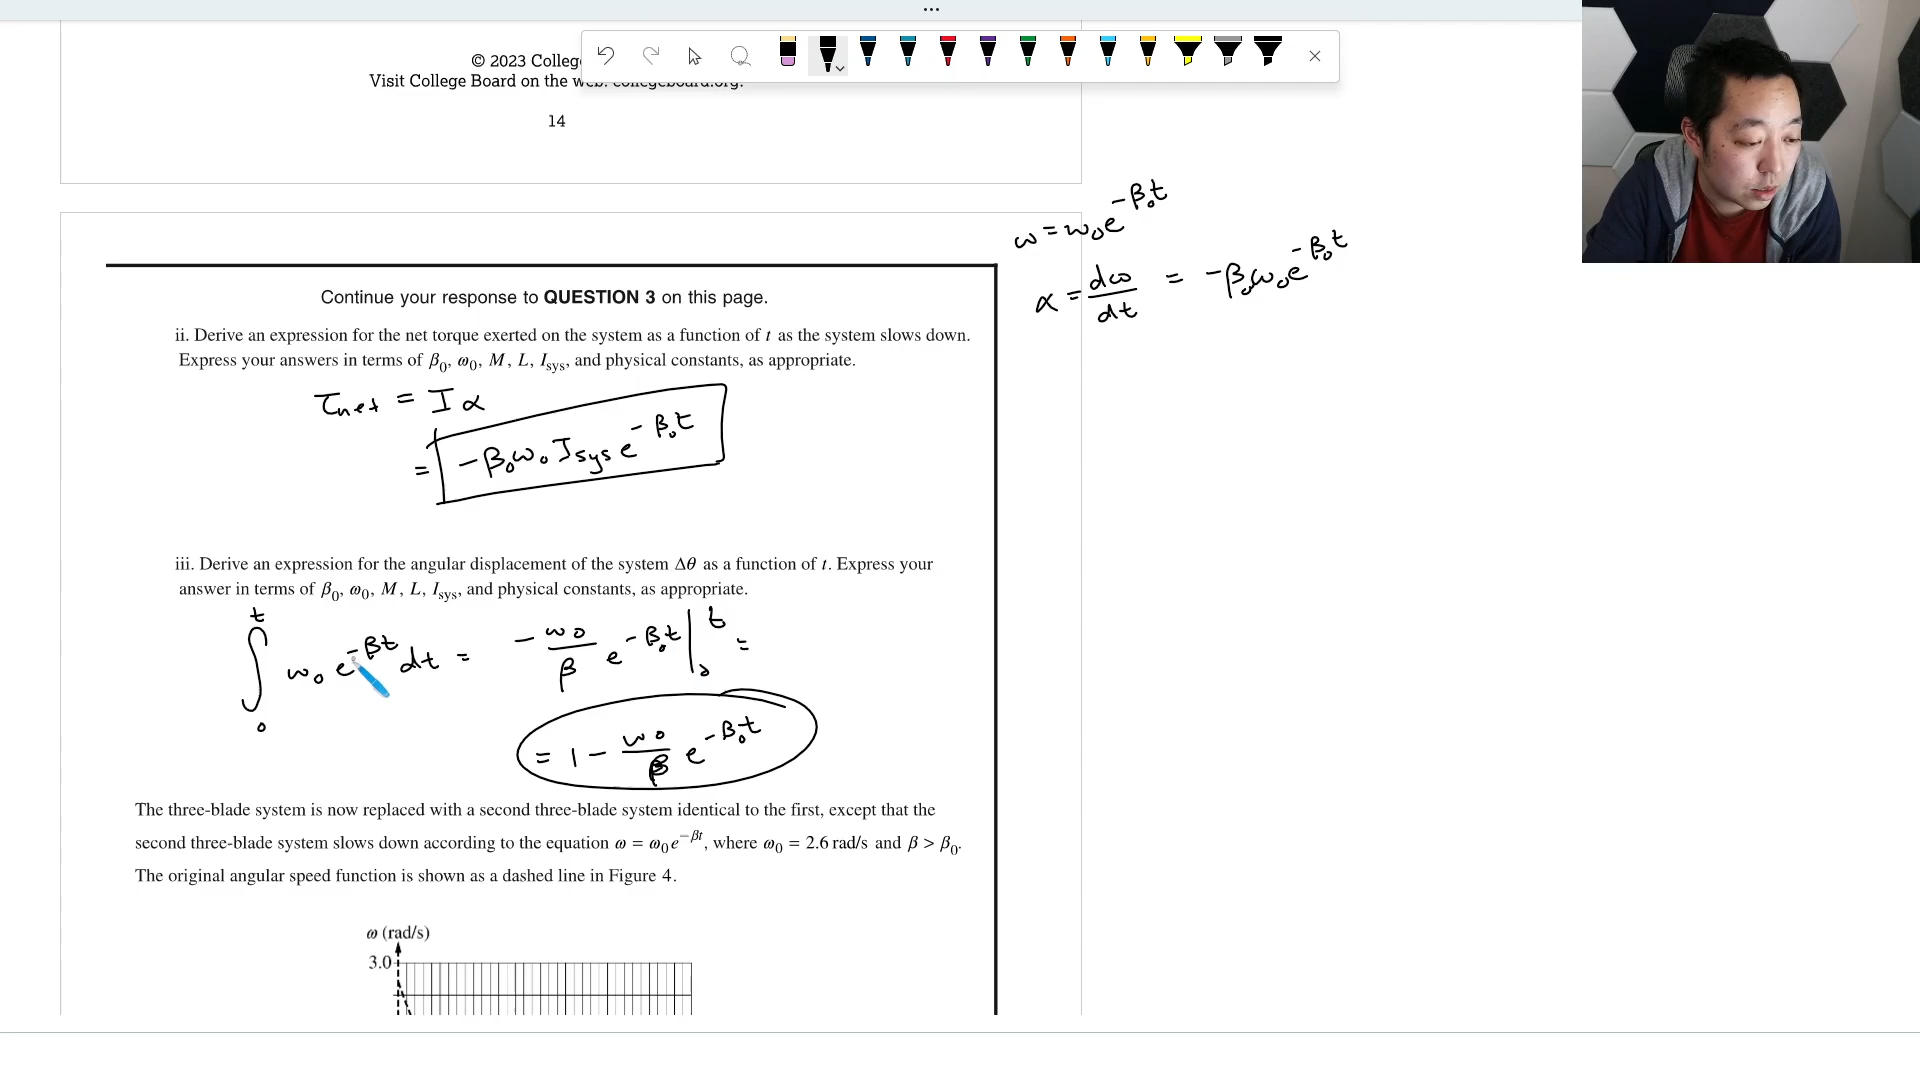 © 2023 Colleg
Visit College Board on the web: collegeboard.org.
14
ω = ω₀e^(-β₀t)
α = dω/dt = -β₀ω₀e^(-β₀t)
Continue your response to QUESTION 3 on this page.
ii. Derive an expression for the net torque exerted on the system as a function of t as the system slows down.
Express your answers in terms of β₀, ω₀, M, L, I_sys, and physical constants, as appropriate.
τ_net = Iα
= -β₀ω₀I_sys e^(-β₀t)
iii. Derive an expression for the angular displacement of the system Δθ as a function of t. Express your
answer in terms of β₀, ω₀, M, L, I_sys, and physical constants, as appropriate.
∫₀^t ω₀e^(-βt) dt = -ω₀/β e^(-β₀t) |₀^t =
= 1 - ω₀/β e^(-β₀t)
The three-blade system is now replaced with a second three-blade system identical to the first, except that the
second three-blade system slows down according to the equation ω = ω₀e^(-βt), where ω₀ = 2.6 rad/s and β > β₀.
The original angular speed function is shown as a dashed line in Figure 4.
ω (rad/s)
3.0